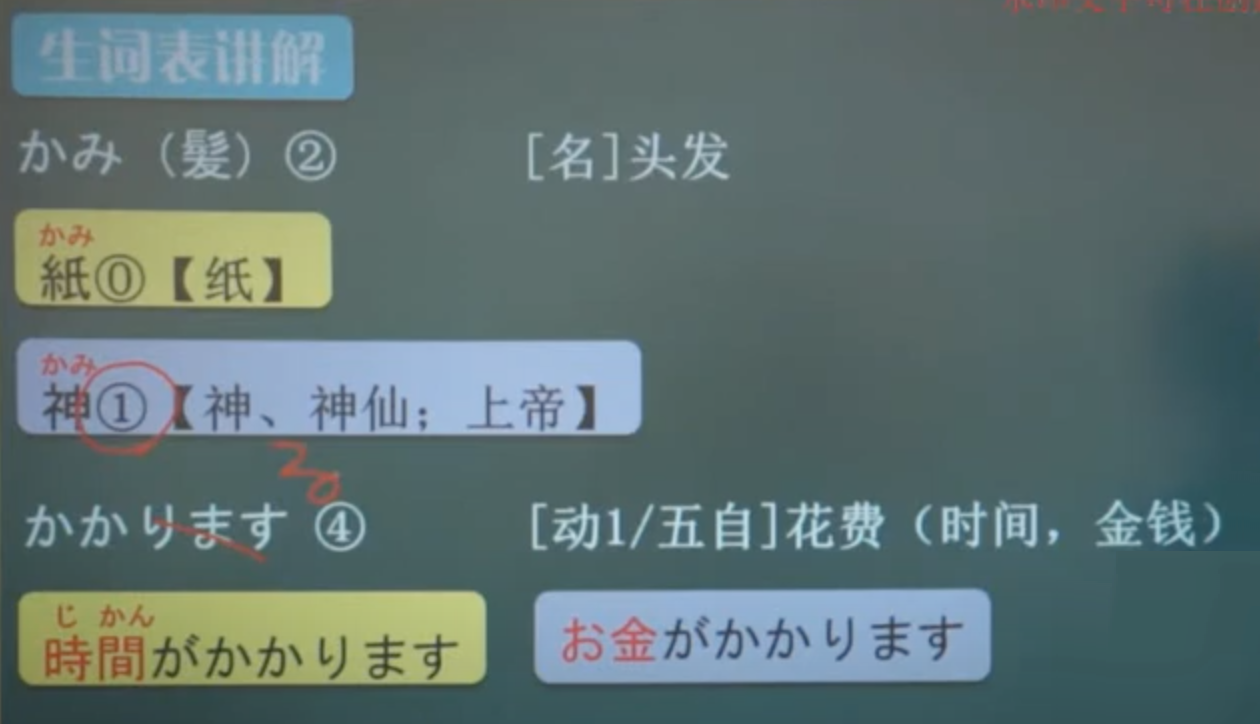 生词表讲解
かみ（髪）② [名]头发
かみ
紙⓪【纸】
かみ
神①【神、神仙；上帝】
る
かかります ④ [动1/五自]花费（时间，金钱）
じ かん
時間がかかります お金がかかります